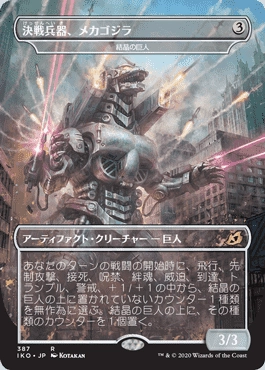 決戦兵器、メカゴジラ
3
結晶の巨人
アーティファクト・クリーチャー ― 巨人
あなたのターンの戦闘の開始時に、飛行、先
制攻撃、接死、呪禁、絆魂、威迫、到達、ト
ランプル、警戒、+1/+1の中から、結晶の
巨人の上に置かれていないカウンター1種類
を無作為に選ぶ。結晶の巨人の上に、その種
類のカウンターを1個置く。
3/3
387 R
IKO・JP KOTAKAN
™ & © 2020 Wizards of the Coast